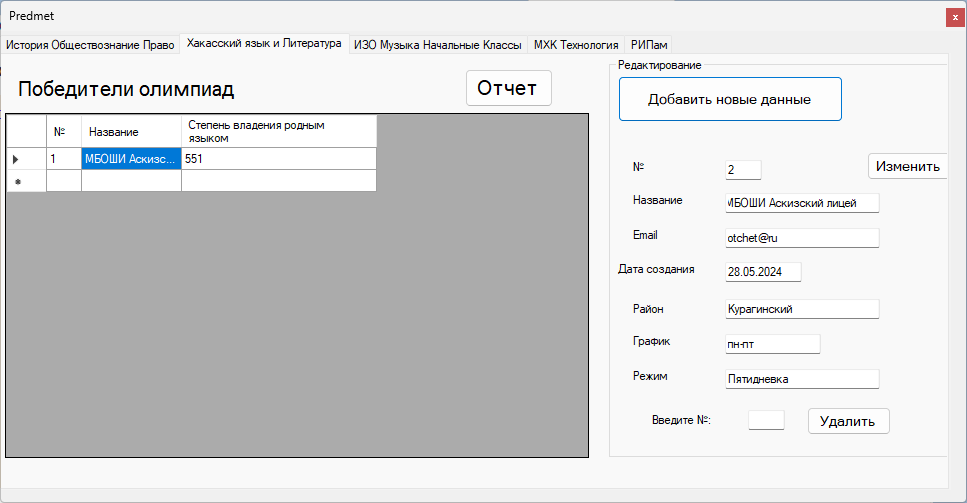 Predmet
История Обществознание Право
Хакасский язык и Литература
ИЗО Музыка Начальные Классы
МХК Технология
РИПам
Победители олимпиад
Отчет
№
Название
Степень владения родным
языком
1
МБОШИ Аскизс...
551
Редактирование
Добавить новые данные
№
2
Изменить
Название
МБОШИ Аскизский лицей
Email
otchet@ru
Дата создания
28.05.2024
Район
Курагинский
График
пн-пт
Режим
Пятидневка
Введите №:
Удалить